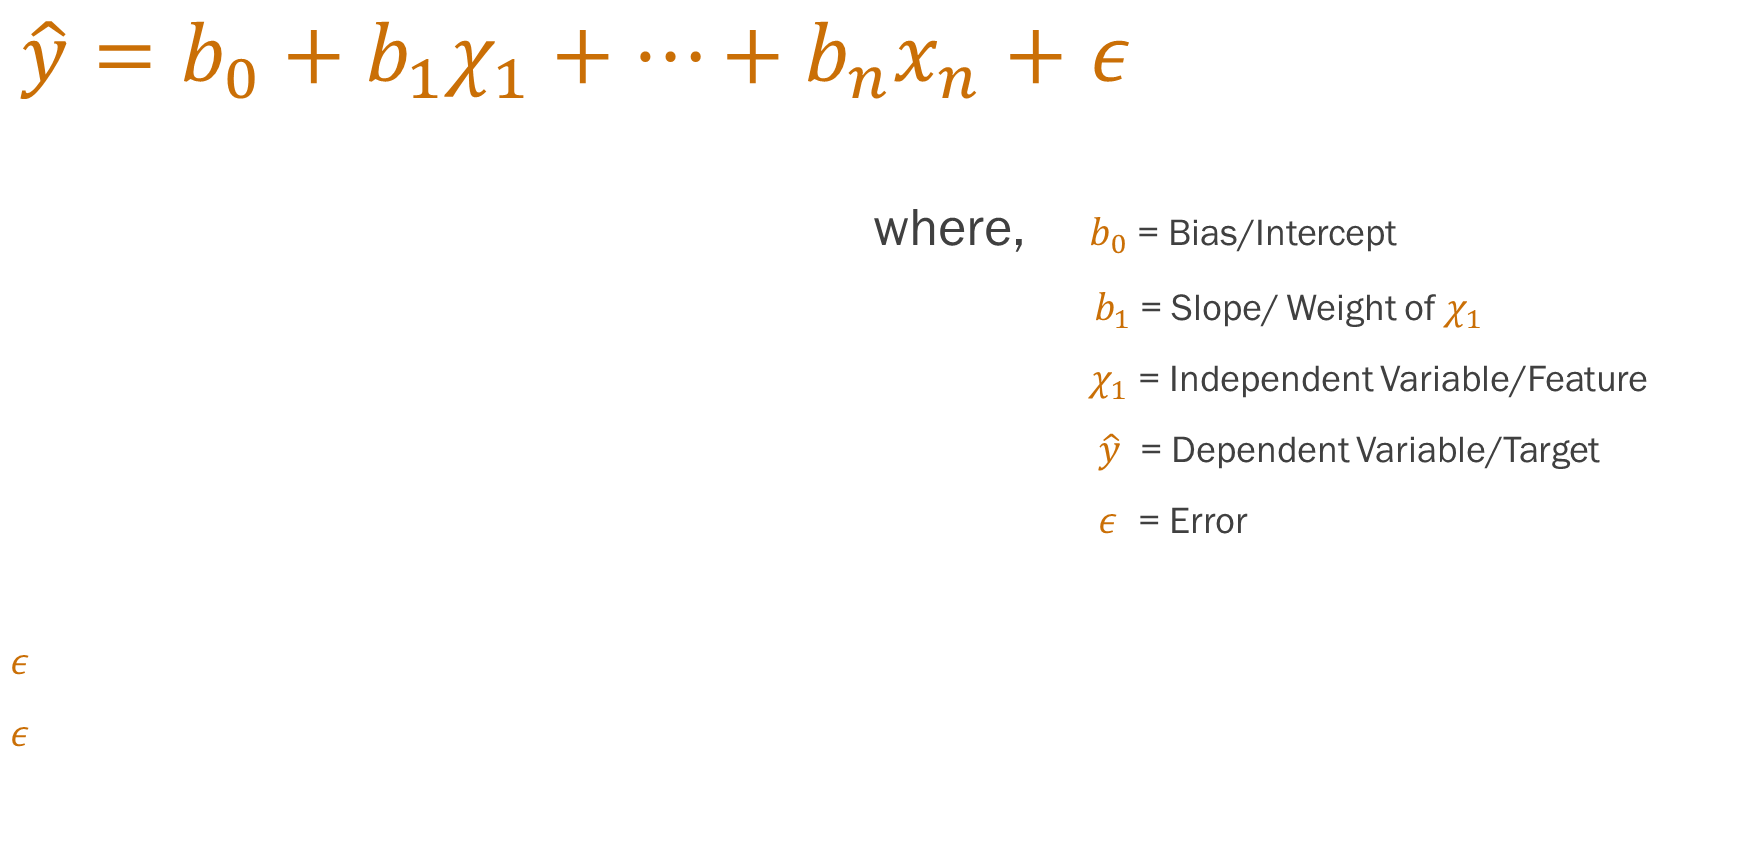 ŷ = b₀ + b₁χ₁ + ⋯ + bₙxₙ + ϵ
where,
b₀ = Bias/Intercept
b₁ = Slope/ Weight of χ₁
χ₁ = Independent Variable/Feature
ŷ = Dependent Variable/Target
ϵ = Error
ϵ
ϵ